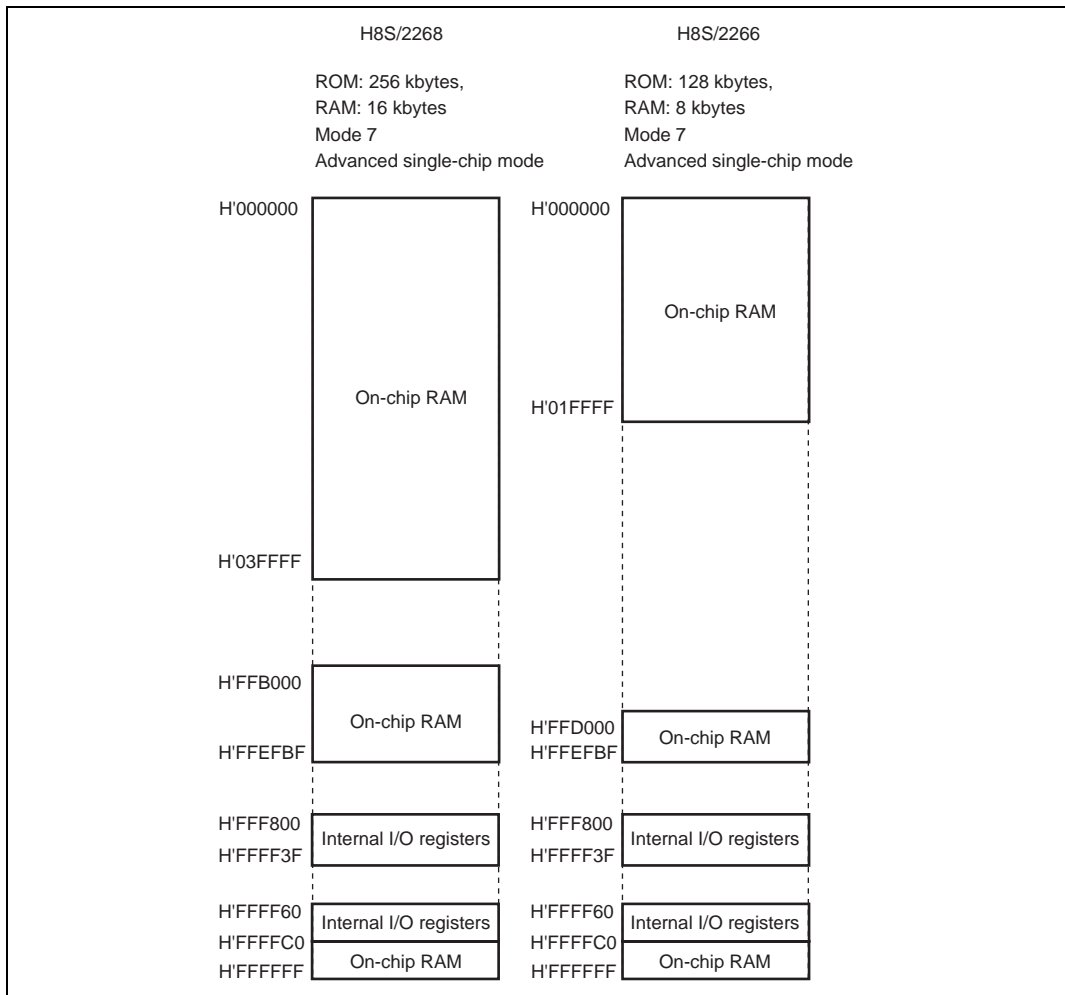 H8S/2268
ROM: 256 kbytes,
RAM: 16 kbytes
Mode 7
Advanced single-chip mode
H'000000
On-chip RAM
H'03FFFF
H'FFB000
On-chip RAM
H'FFEFBF
H'FFF800
Internal I/O registers
H'FFFF3F
H'FFFF60
Internal I/O registers
H'FFFFC0
On-chip RAM
H'FFFFFF
H8S/2266
ROM: 128 kbytes,
RAM: 8 kbytes
Mode 7
Advanced single-chip mode
H'000000
On-chip RAM
H'01FFFF
H'FFD000
On-chip RAM
H'FFEFBF
H'FFF800
Internal I/O registers
H'FFFF3F
H'FFFF60
Internal I/O registers
H'FFFFC0
On-chip RAM
H'FFFFFF